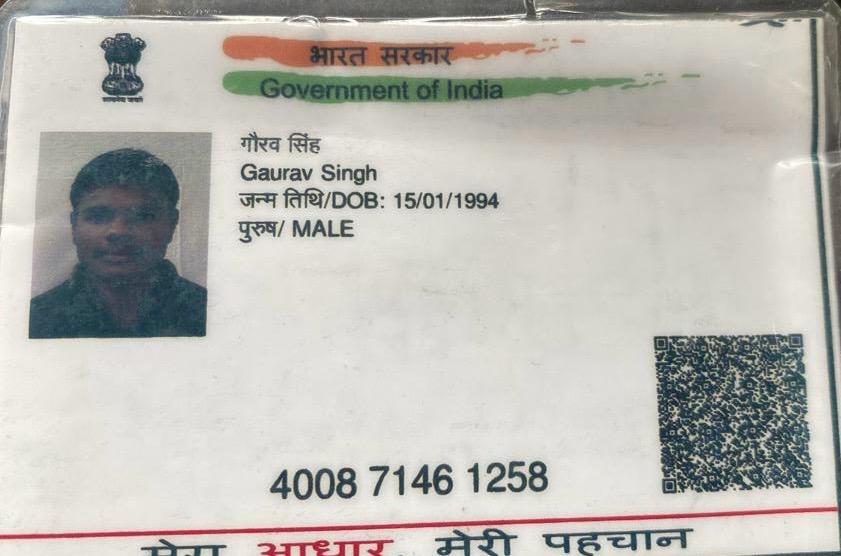 सत्यमेव जयते
भारत सरकार
Government of India
गौरव सिंह
Gaurav Singh
जन्म तिथि/DOB: 15/01/1994
पुरुष/ MALE
4008 7146 1258
मेरा आधार, मेरी पहचान